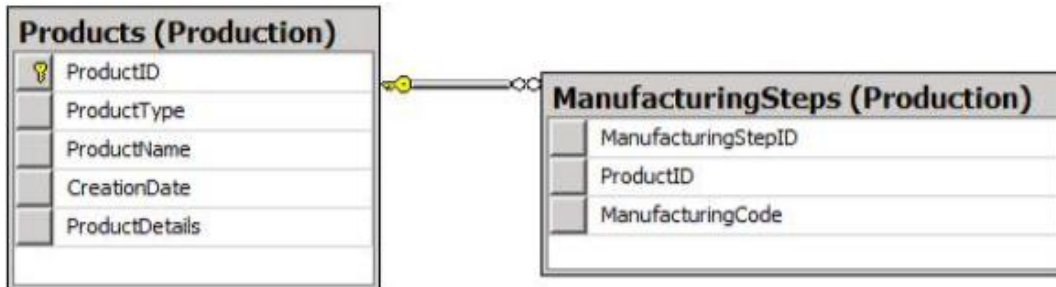 Products (Production)
ProductID
ProductType
ProductName
CreationDate
ProductDetails
ManufacturingSteps (Production)
ManufacturingStepID
ProductID
ManufacturingCode